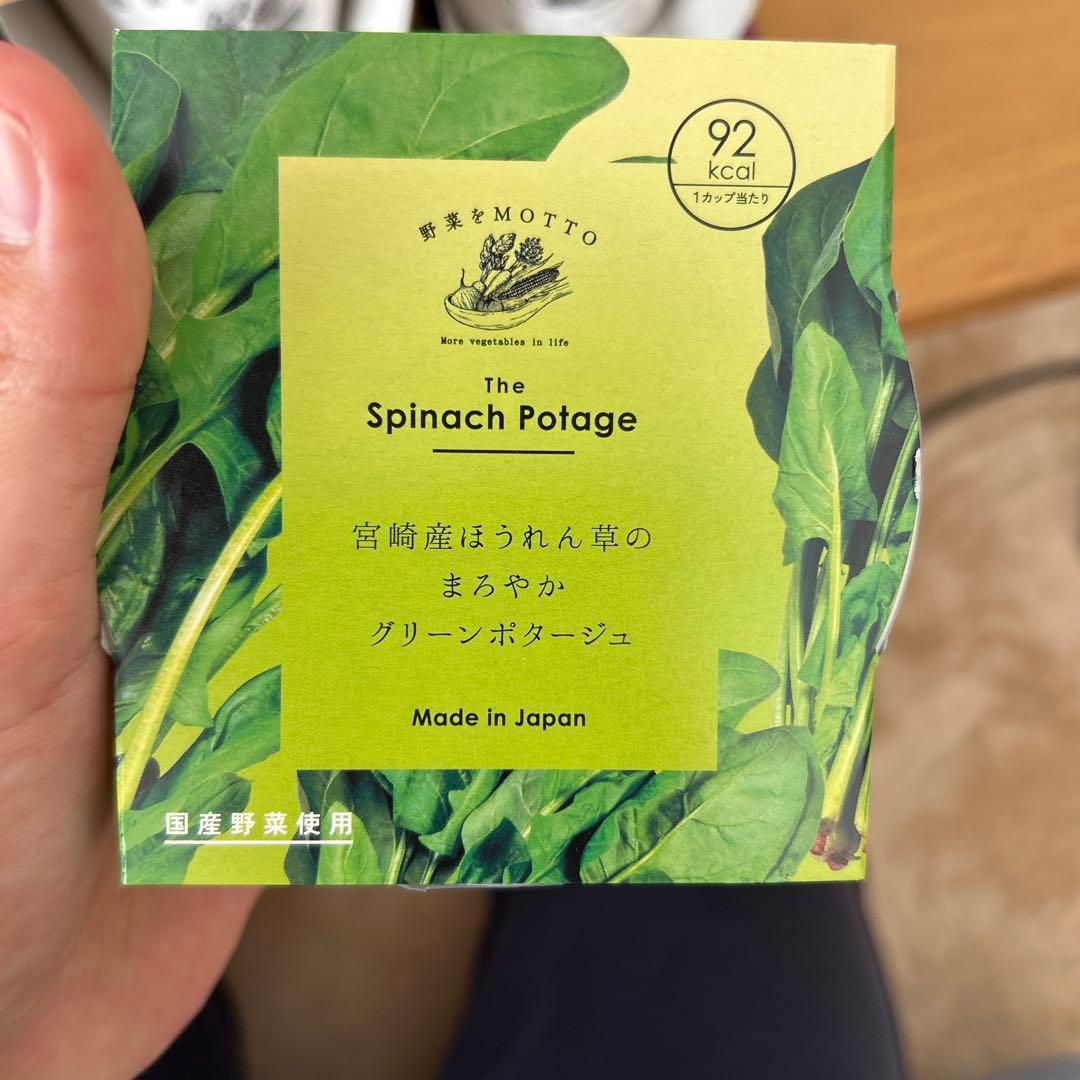 92
kcal
1カップ当たり
野菜をMOTTO
More vegetables in life
The
Spinach Potage
宮崎産ほうれん草の
まろやか
グリーンポタージュ
Made in Japan
国産野菜使用